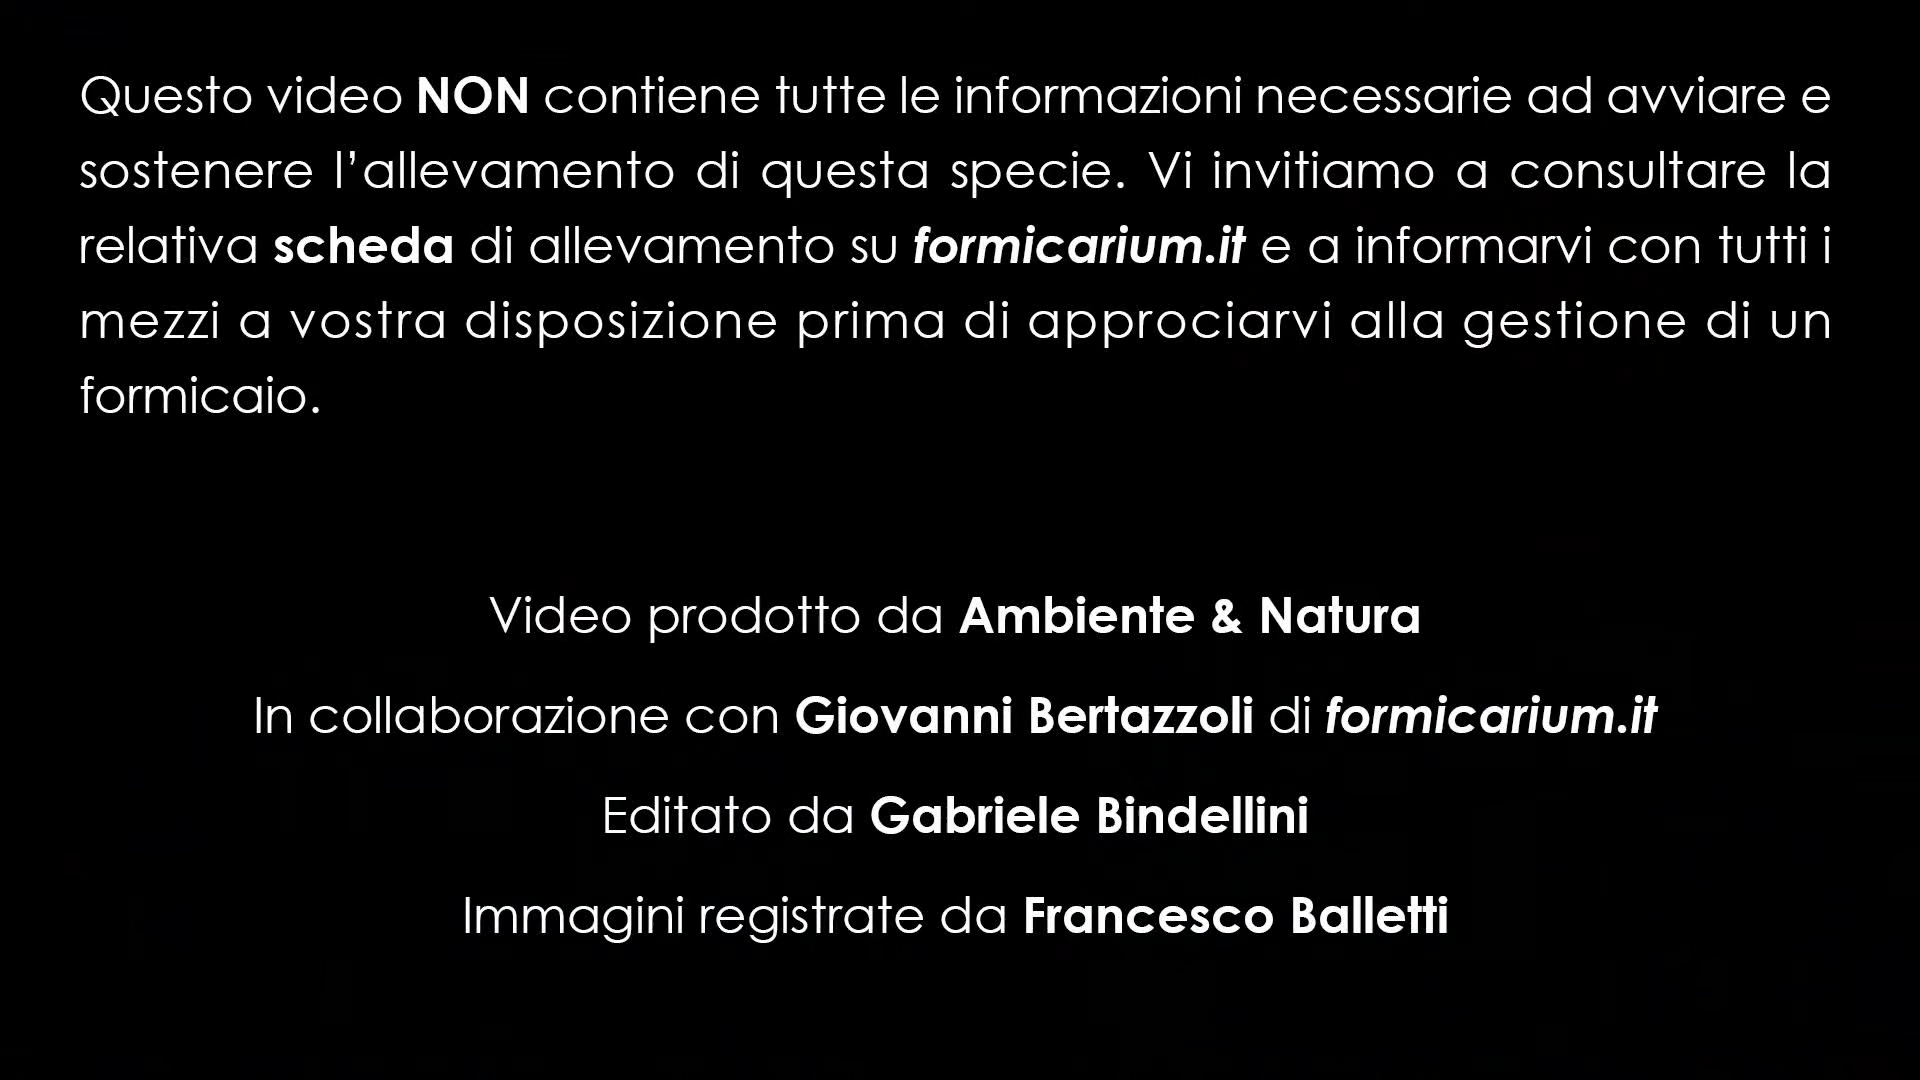 Questo video NON contiene tutte le informazioni necessarie ad avviare e
sostenere l’allevamento di questa specie. Vi invitiamo a consultare la
relativa scheda di allevamento su formicarium.it e a informarvi con tutti i
mezzi a vostra disposizione prima di approciarvi alla gestione di un
formicaio.
Video prodotto da Ambiente & Natura
In collaborazione con Giovanni Bertazzoli di formicarium.it
Editato da Gabriele Bindellini
Immagini registrate da Francesco Balletti